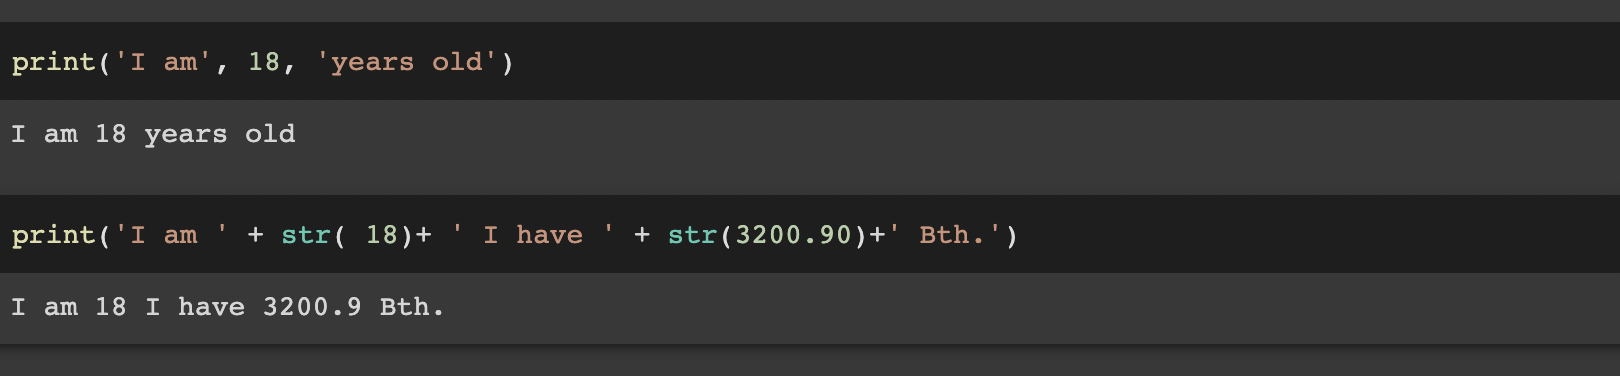 print('I am', 18, 'years old')
I am 18 years old
print('I am ' + str( 18)+ ' I have ' + str(3200.90)+' Bth.')
I am 18 I have 3200.9 Bth.